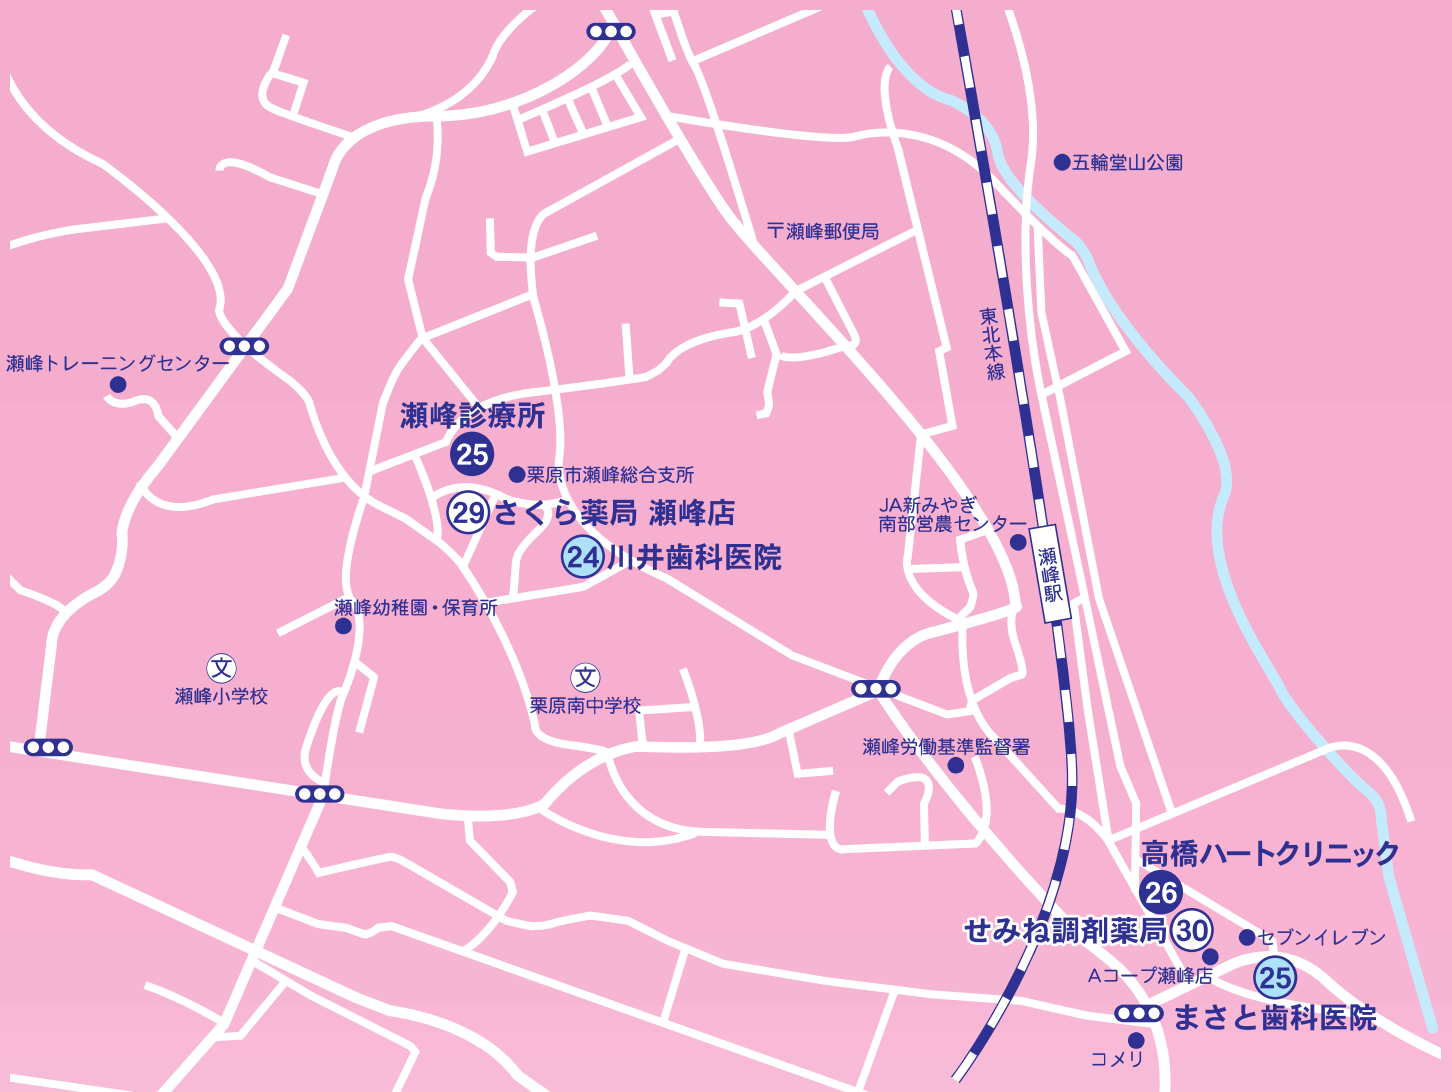 五輪堂山公園
〒瀬峰郵便局
東北本線
瀬峰トレーニングセンター
瀬峰診療所
25
栗原市瀬峰総合支所
29
さくら薬局 瀬峰店
JA新みやぎ
南部営農センター
24
川井歯科医院
瀬峰駅
瀬峰幼稚園・保育所
文
瀬峰小学校
文
栗原南中学校
瀬峰労働基準監督署
高橋ハートクリニック
26
せみね調剤薬局
30
セブンイレブン
Aコープ瀬峰店
25
まさと歯科医院
コメリ